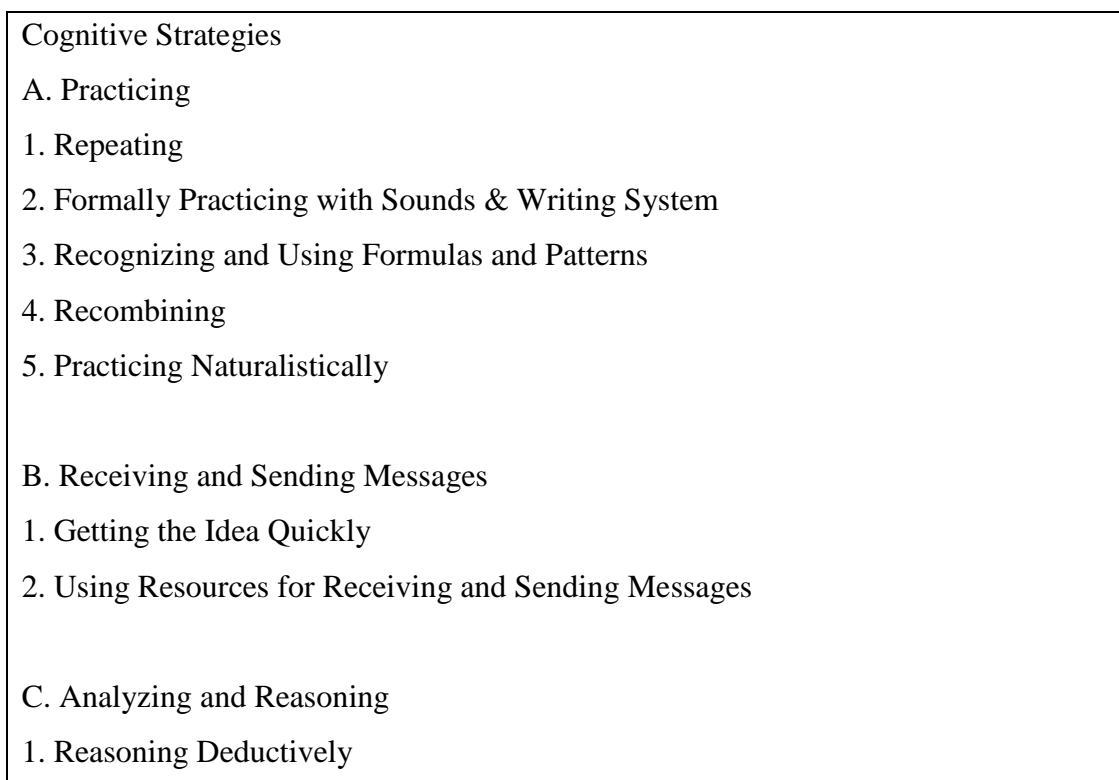 Cognitive Strategies
A. Practicing
1. Repeating
2. Formally Practicing with Sounds & Writing System
3. Recognizing and Using Formulas and Patterns
4. Recombining
5. Practicing Naturalistically
B. Receiving and Sending Messages
1. Getting the Idea Quickly
2. Using Resources for Receiving and Sending Messages
C. Analyzing and Reasoning
1. Reasoning Deductively